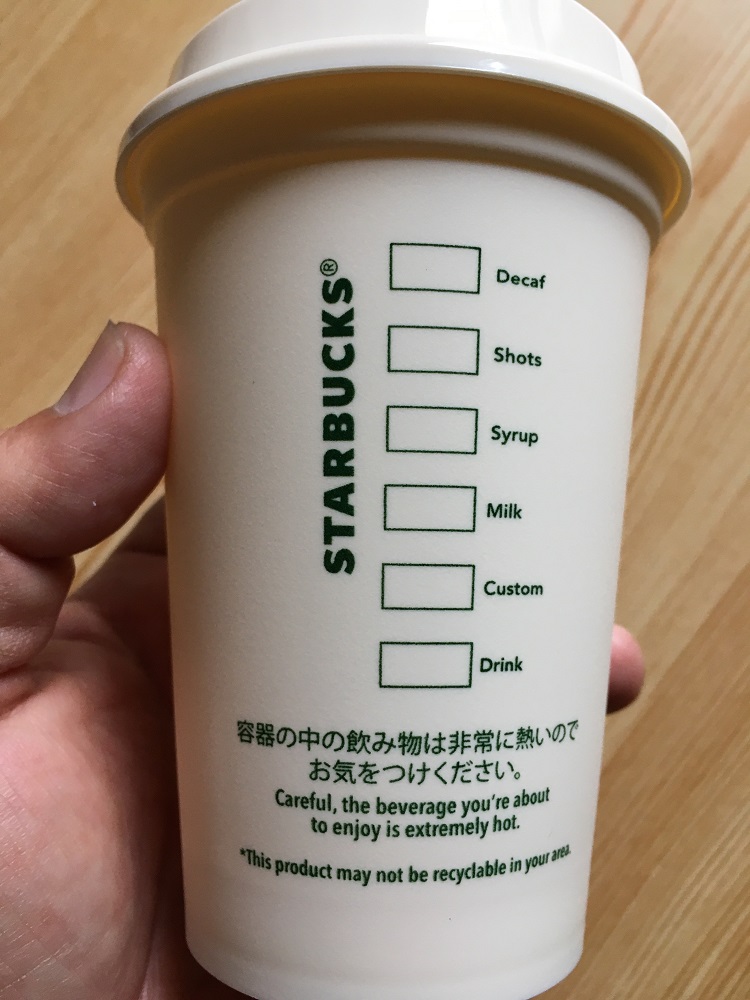 STARBUCKS®
Decaf
Shots
Syrup
Milk
Custom
Drink
容器の中の飲み物は非常に熱いので
お気をつけください。
Careful, the beverage you're about
to enjoy is extremely hot.
*This product may not be recyclable in your area.